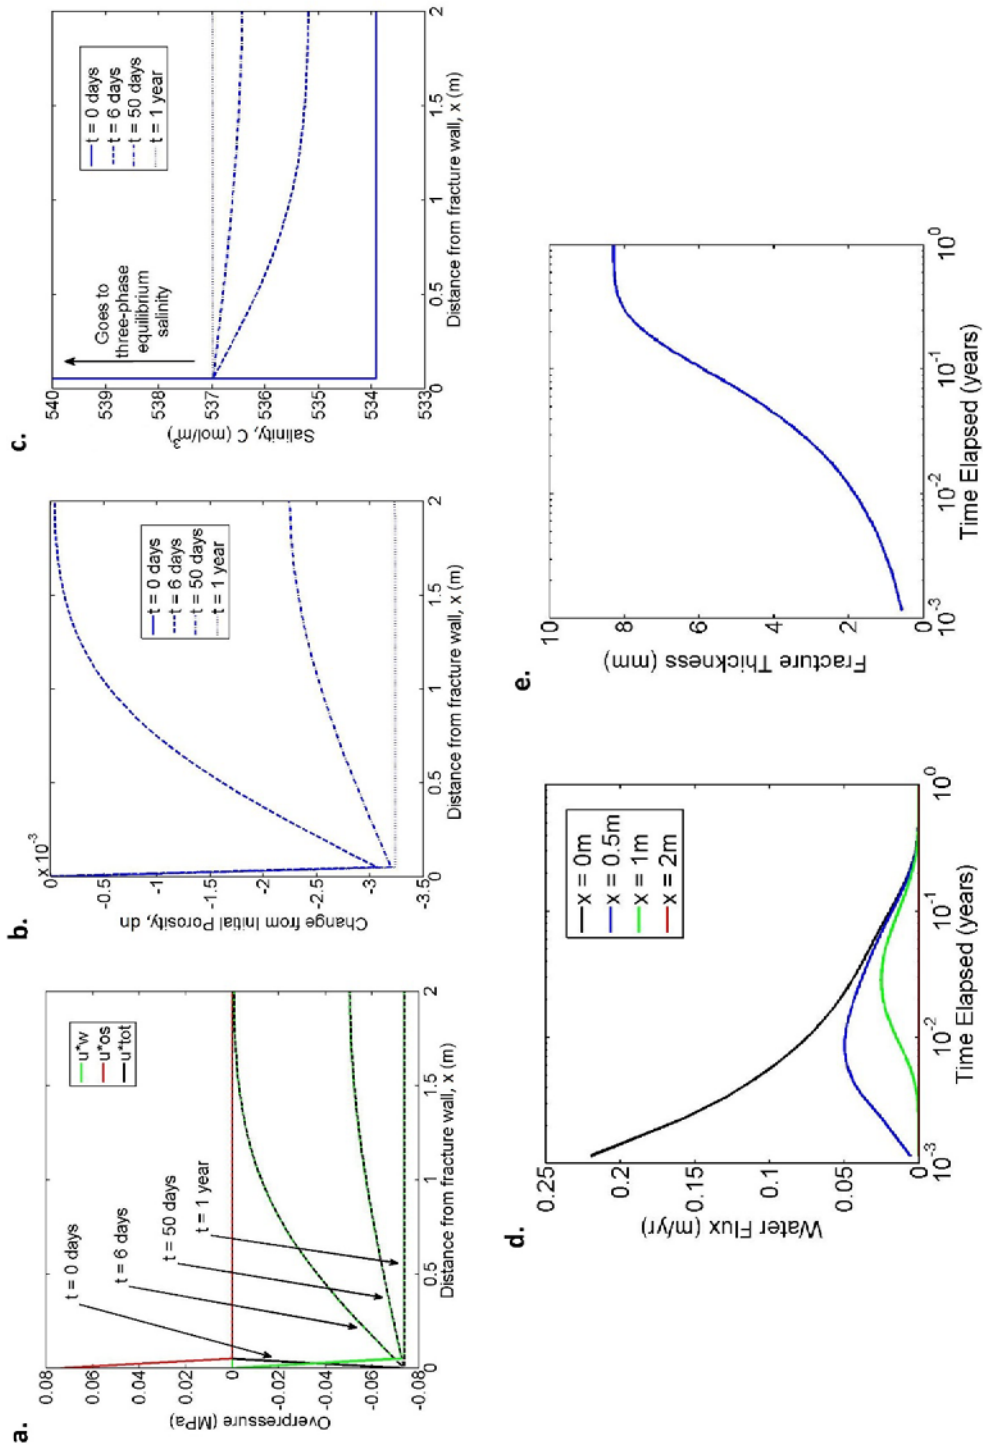 a.
0.08
0.06
0.04
0.02
0
-0.02
-0.04
-0.06
-0.08
Overpressure (MPa)
u*w
u*os
u*tot
t = 0 days
t = 6 days
t = 50 days
t = 1 year
0
0.5
1
1.5
2
Distance from fracture wall, x (m)
b.
x 10⁻³
0
-0.5
-1
-1.5
-2
-2.5
-3
-3.5
Change from Initial Porosity, dn
t = 0 days
t = 6 days
t = 50 days
t = 1 year
0
0.5
1
1.5
2
Distance from fracture wall, x (m)
c.
540
539
538
537
536
535
534
533
Salinity, C (mol/m³)
Goes to
three-phase
equilibrium
salinity
t = 0 days
t = 6 days
t = 50 days
t = 1 year
0
0.5
1
1.5
2
Distance from fracture wall, x (m)
d.
0.25
0.2
0.15
0.1
0.05
0
Water Flux (m/yr)
x = 0m
x = 0.5m
x = 1m
x = 2m
10⁻³
10⁻²
10⁻¹
10⁰
Time Elapsed (years)
e.
10
8
6
4
2
0
Fracture Thickness (mm)
10⁻³
10⁻²
10⁻¹
10⁰
Time Elapsed (years)